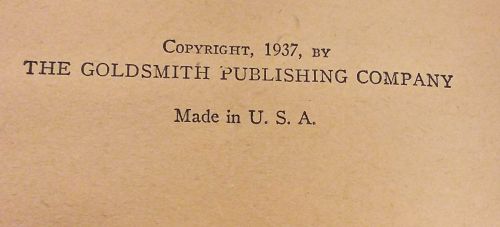 Copyright, 1937, by
THE GOLDSMITH PUBLISHING COMPANY
Made in U. S. A.